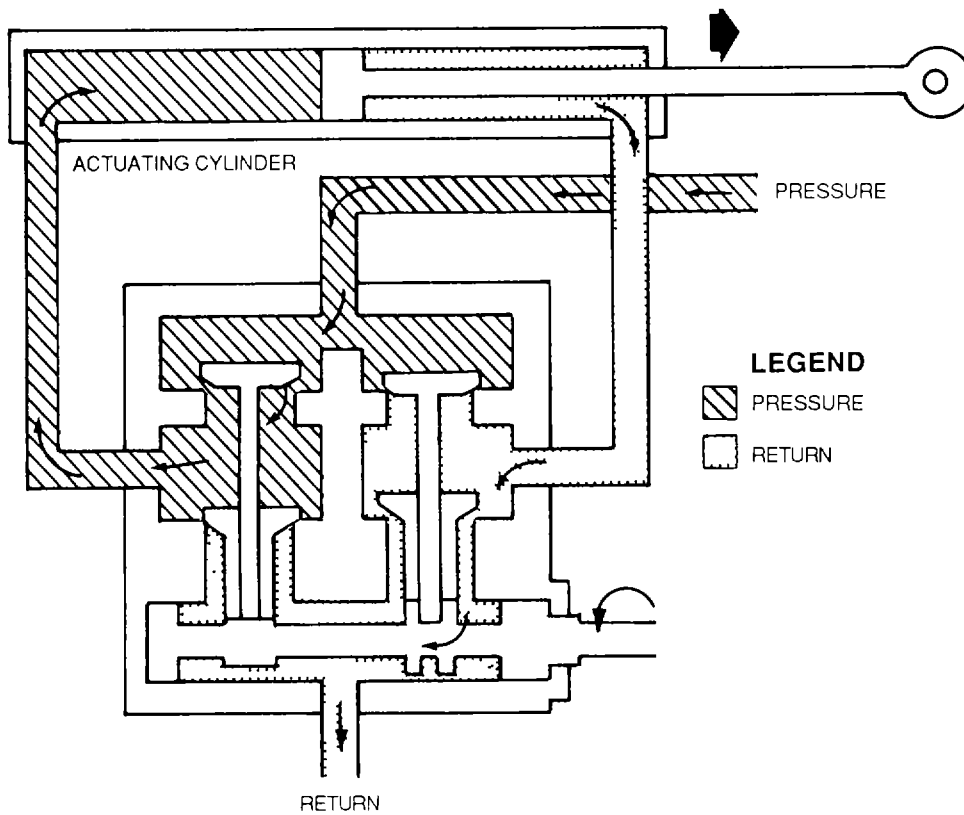 ACTUATING CYLINDER
PRESSURE
LEGEND
PRESSURE
RETURN
RETURN